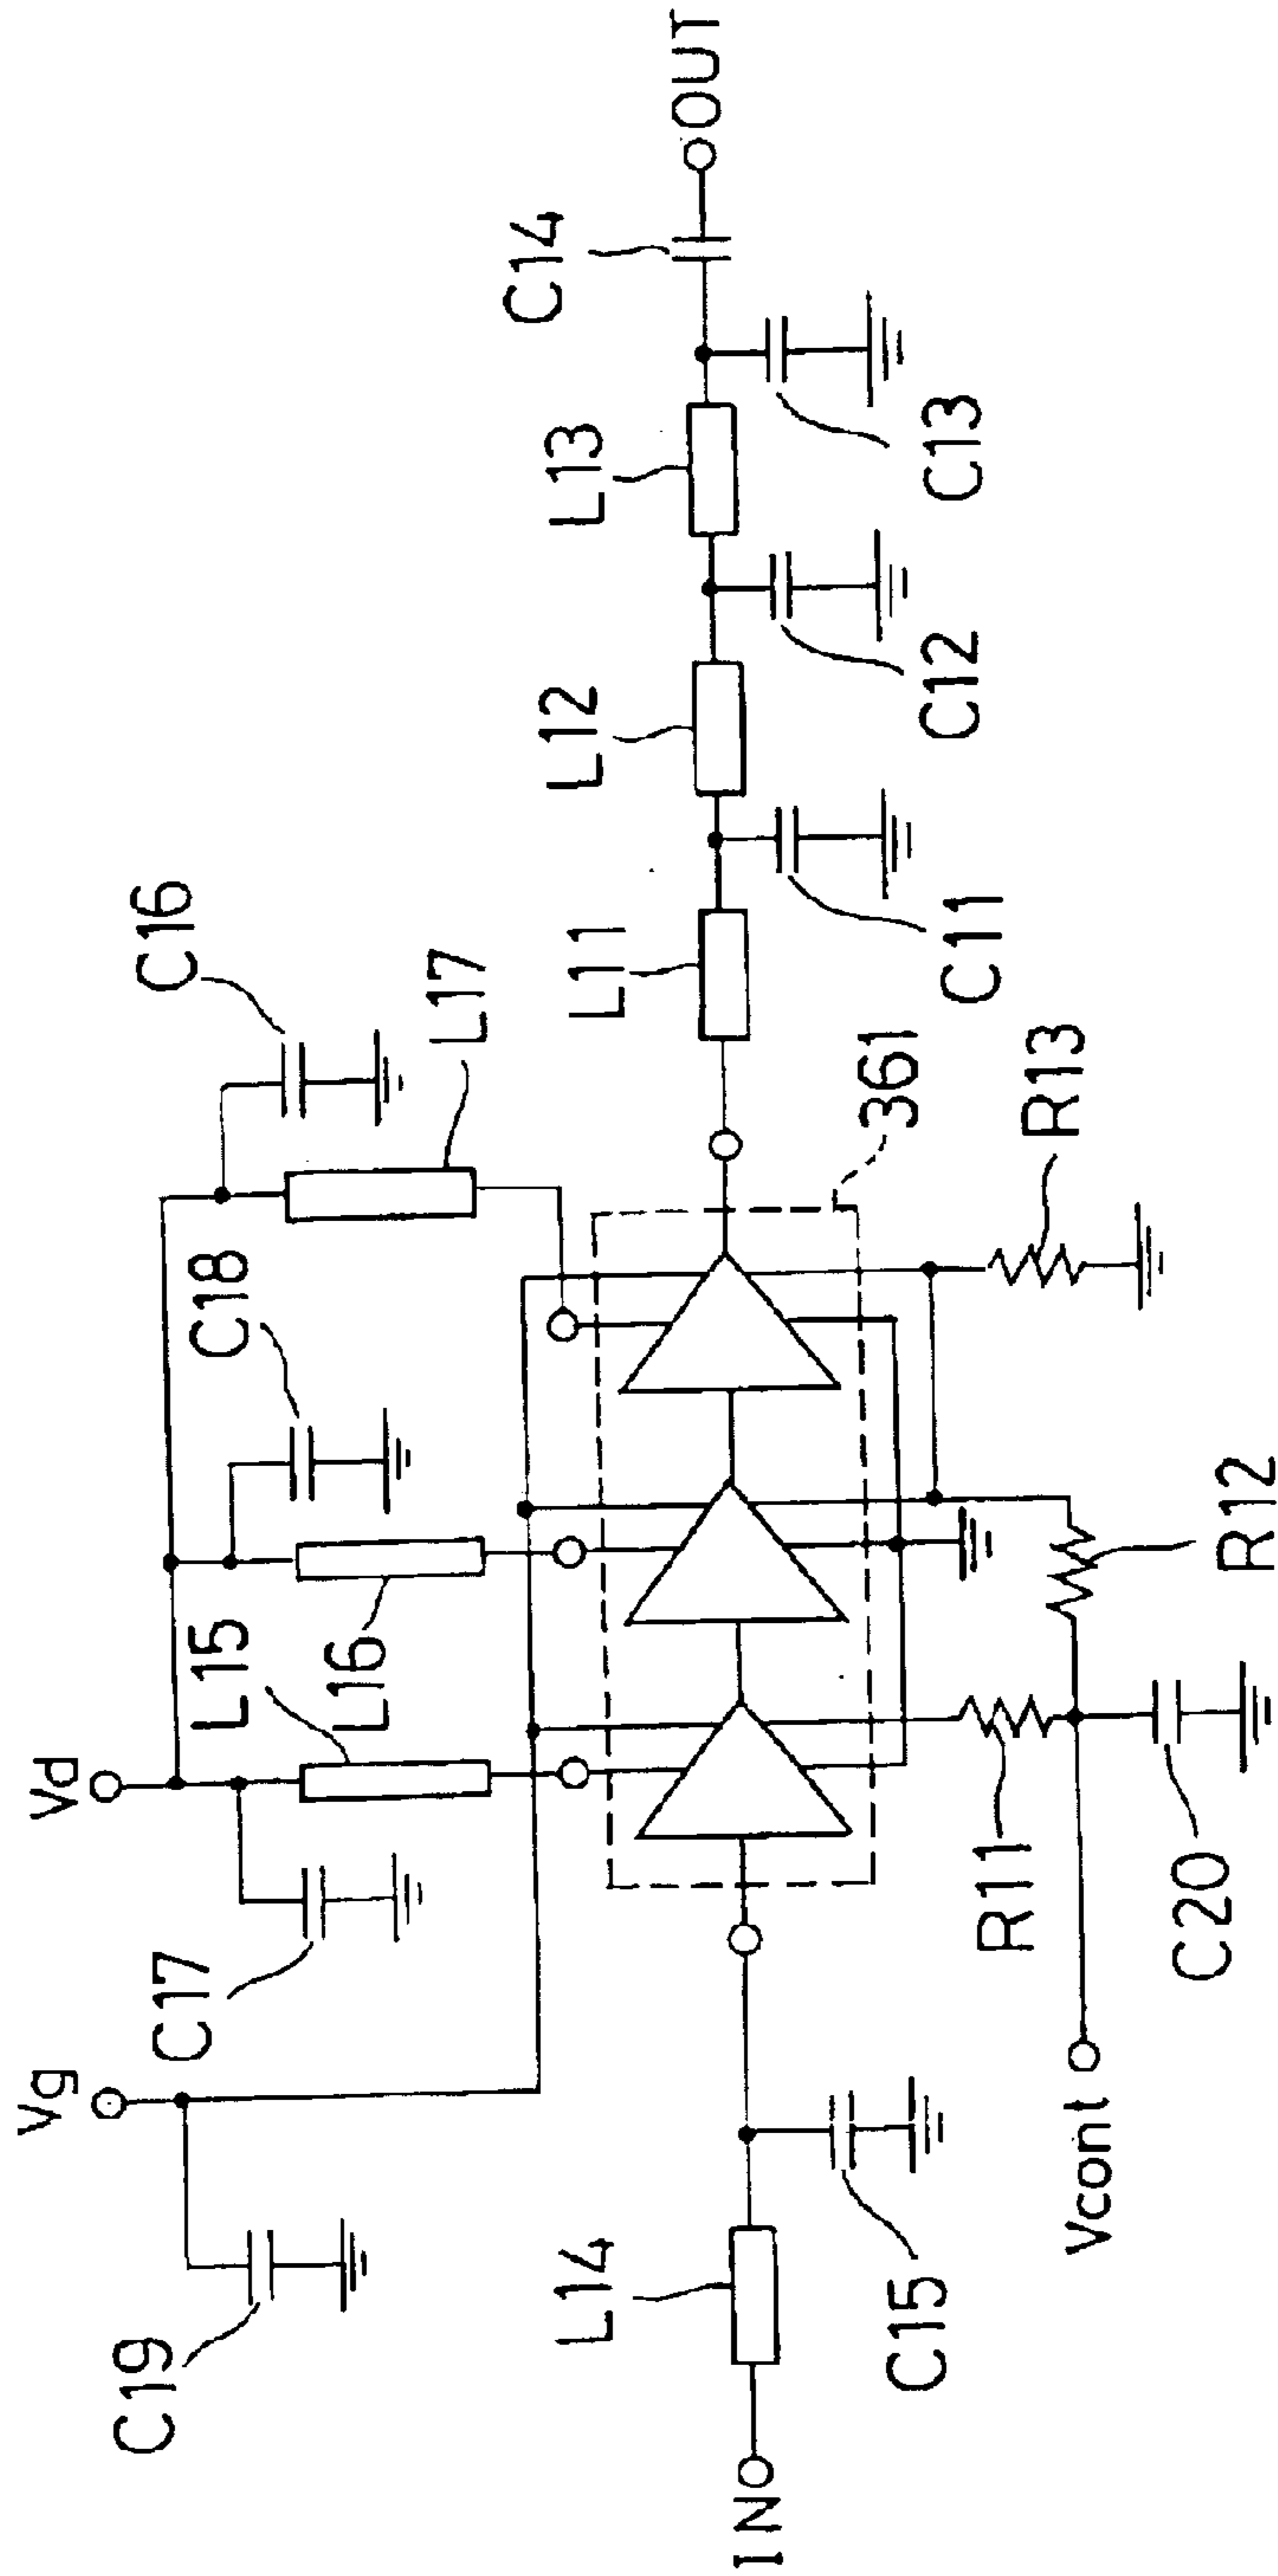 Vg
Vd
C19
C17
L15
L16
C18
C16
L17
C14
OUT
L14
L11
L12
L13
IN
C15
361
C11
C12
C13
Vcont
R11
C20
R12
R13